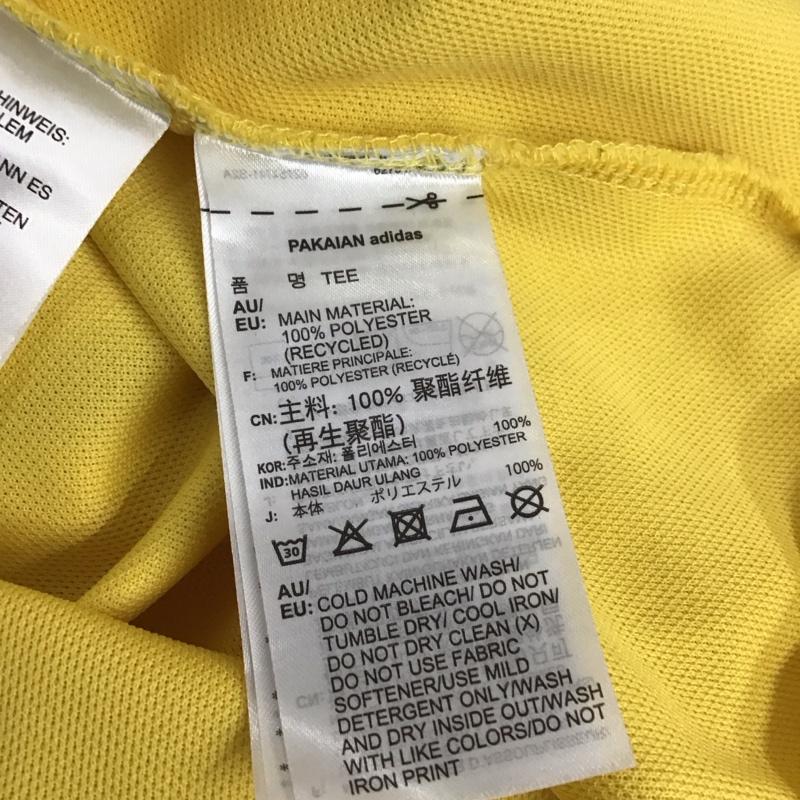 HINWEIS:
ANN ES
TEN
PAKAIAN adidas
품 명 TEE
AU/
EU: MAIN MATERIAL:
100% POLYESTER
(RECYCLED)
F: MATIERE PRINCIPALE:
100% POLYESTER (RECYCLÉ)
CN: 主料: 100% 聚酯纤维
(再生聚酯)
KOR: 주소재: 폴리에스터 100%
IND: MATERIAL UTAMA: 100% POLYESTER
HASIL DAUR ULANG
J: 本体 ポリエステル 100%
30
AU/
EU: COLD MACHINE WASH/
DO NOT BLEACH/ DO NOT
TUMBLE DRY/ COOL IRON/
DO NOT DRY CLEAN (X)
DO NOT USE FABRIC
SOFTENER/USE MILD
DETERGENT ONLY/WASH
AND DRY INSIDE OUT/WASH
WITH LIKE COLORS/DO NOT
IRON PRINT